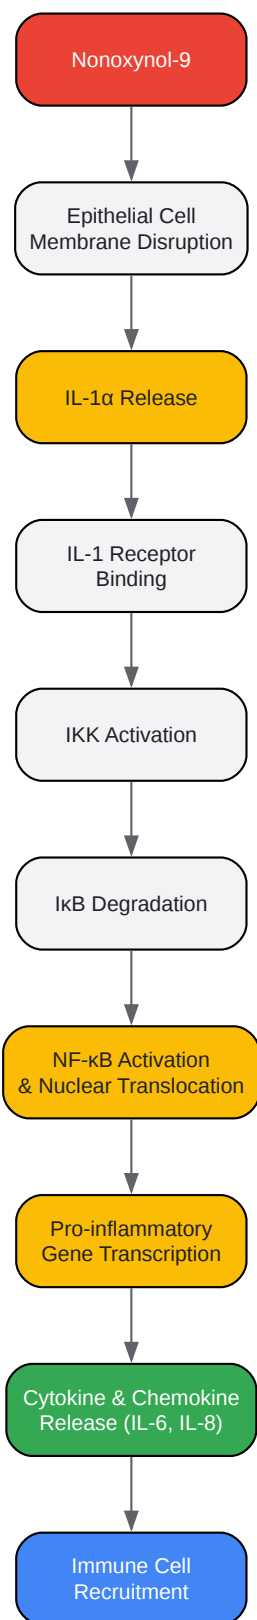 Nonoxynol-9
Epithelial Cell
Membrane Disruption
IL-1α Release
IL-1 Receptor
Binding
IKK Activation
IκB Degradation
NF-κB Activation
& Nuclear Translocation
Pro-inflammatory
Gene Transcription
Cytokine & Chemokine
Release (IL-6, IL-8)
Immune Cell
Recruitment